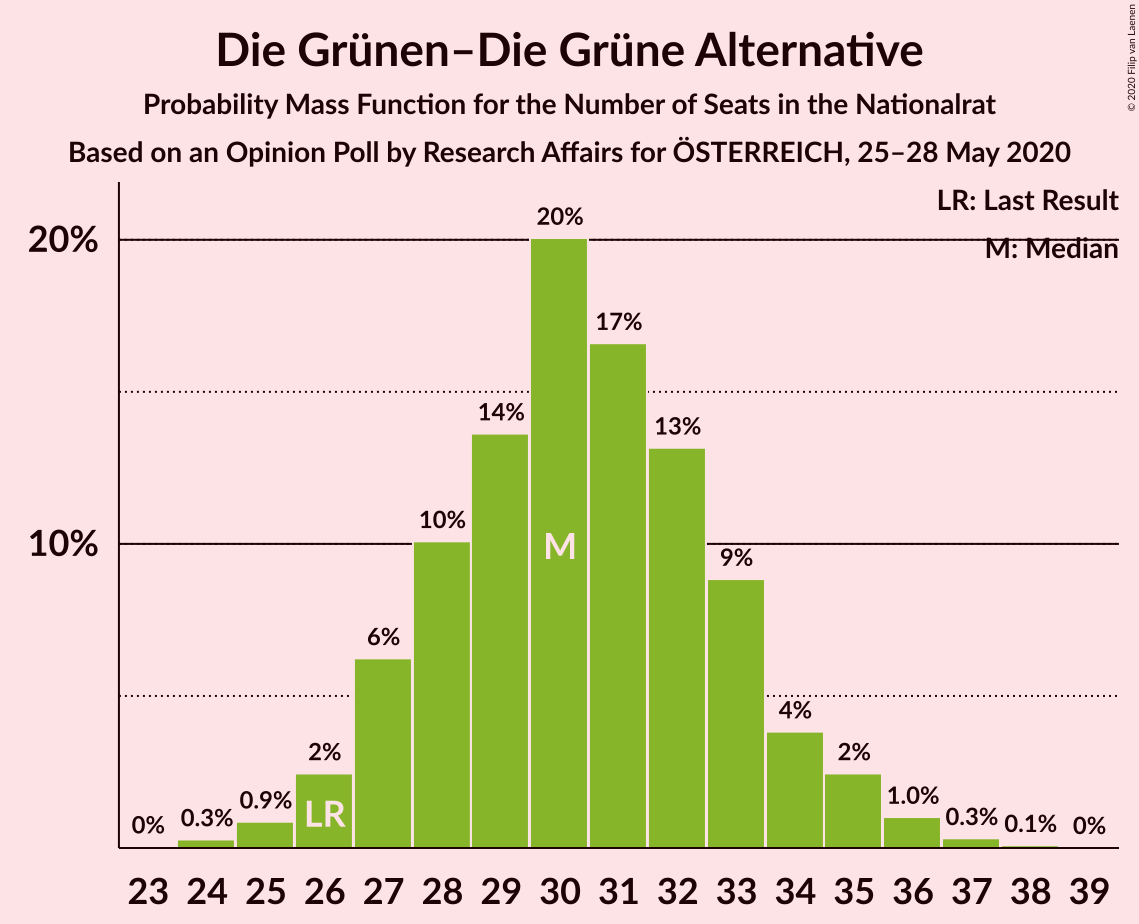 Die Grünen–Die Grüne Alternative
Probability Mass Function for the Number of Seats in the Nationalrat
Based on an Opinion Poll by Research Affairs for ÖSTERREICH, 25–28 May 2020
© 2020 Filip van Laenen
LR: Last Result
M: Median
20%
10%
0%
0.3%
0.9%
2%
6%
10%
14%
20%
17%
13%
9%
4%
2%
1.0%
0.3%
0.1%
0%
LR
M
23 24 25 26 27 28 29 30 31 32 33 34 35 36 37 38 39